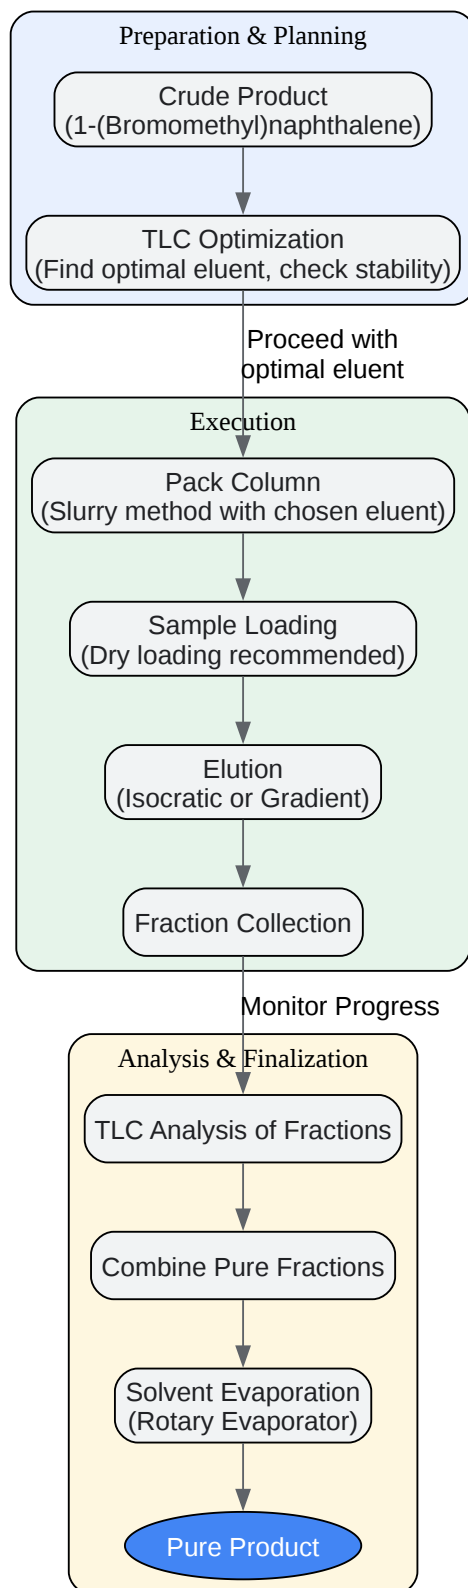 Preparation & Planning
Crude Product
(1-(Bromomethyl)naphthalene)
TLC Optimization
(Find optimal eluent, check stability)
Proceed with
optimal eluent
Execution
Pack Column
(Slurry method with chosen eluent)
Sample Loading
(Dry loading recommended)
Elution
(Isocratic or Gradient)
Fraction Collection
Monitor Progress
Analysis & Finalization
TLC Analysis of Fractions
Combine Pure Fractions
Solvent Evaporation
(Rotary Evaporator)
Pure Product